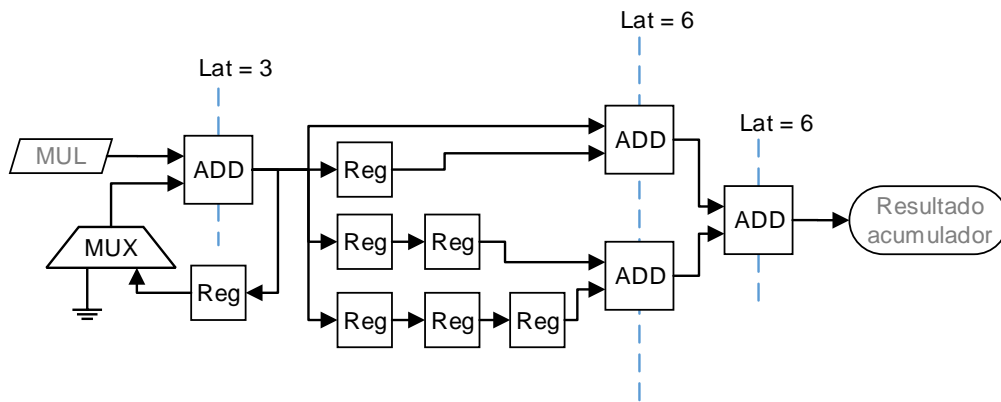 Lat = 6
Lat = 3
Lat = 6
MUL
ADD
ADD
Reg
ADD
Resultado
acumulador
MUX
Reg
Reg
Reg
ADD
Reg
Reg
Reg